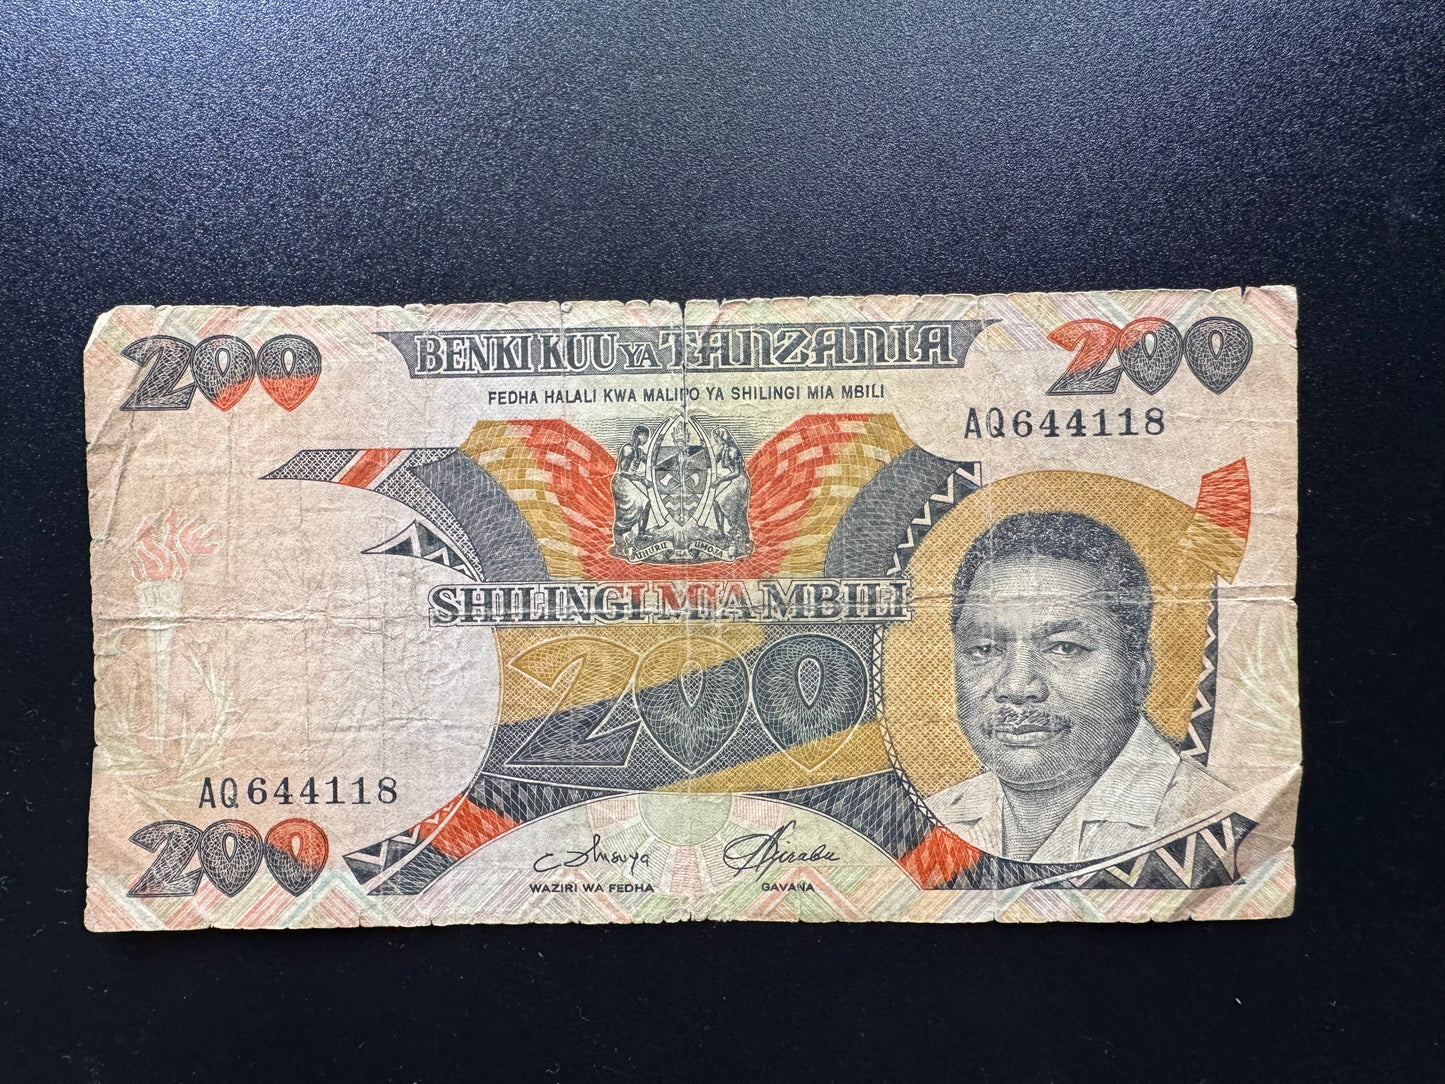 200
BENKI KUU YA TANZANIA
200
FEDHA HALALI KWA MALIPO YA SHILINGI MIA MBILI
AQ644118
UHURU NA UMOJA
SHILINGI MIA MBILI
200
AQ644118
200
WAZIRI WA FEDHA
GAVANA